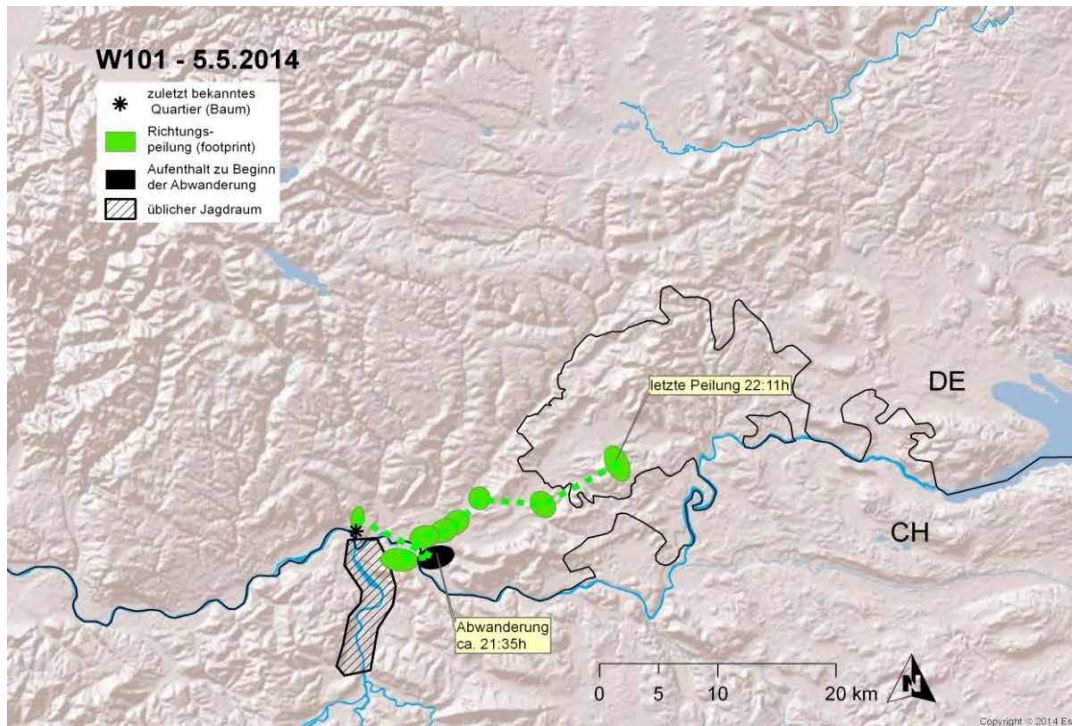 W101 - 5.5.2014
zuletzt bekanntes
Quartier (Baum)
Richtungs-
peilung (footprint)
Aufenthalt zu Beginn
der Abwanderung
üblicher Jagdraum
letzte Peilung 22:11h
DE
CH
Abwanderung
ca. 21:35h
0 5 10 20 km
N
Copyright © 2014 Es